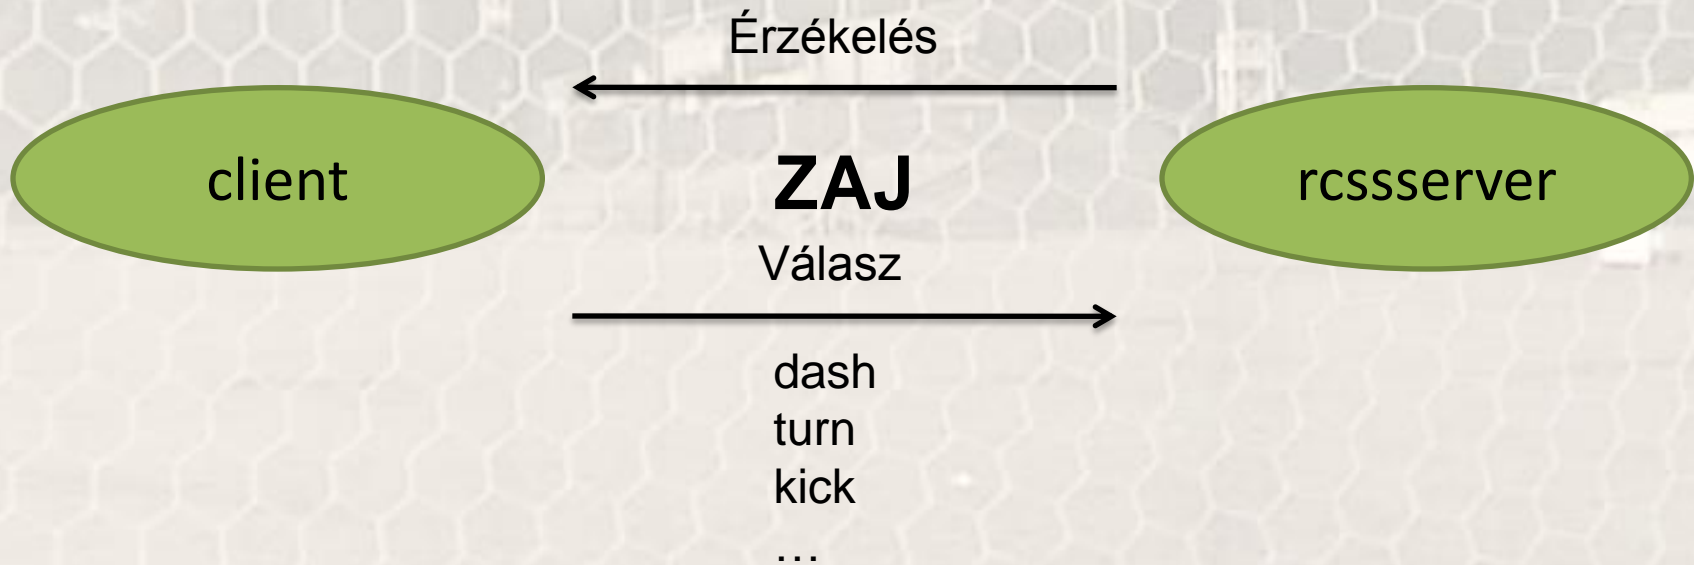 Érzékelés
client
ZAJ
rcssserver
Válasz
dash
turn
kick
…